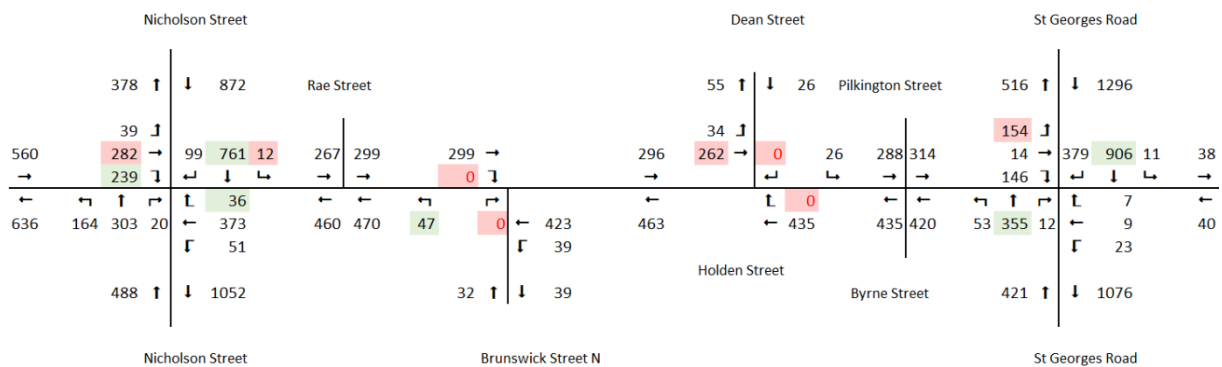 Nicholson Street Dean Street St Georges Road
378 ⬆ ⬇ 872 Rae Street 55 ⬆ ⬇ 26 Pilkington Street 516 ⬆ ⬇ 1296
39 34 154
560 282 → 99 761 12 267 299 299 → 296 262 → 0 26 288 314 14 → 379 906 11 38
→ 239 ↓ → → 0 → → → 146 ↓ →
← ↑ 36 ← ← ← 0 ← ← ↑ 7 ←
636 164 303 20 ← 373 460 470 47 0 ← 423 463 ← 435 435 420 53 355 12 ← 9 40
51 39 23
Holden Street
488 ⬆ ⬇ 1052 32 ⬆ ⬇ 39 Byrne Street 421 ⬆ ⬇ 1076
Nicholson Street Brunswick Street N St Georges Road